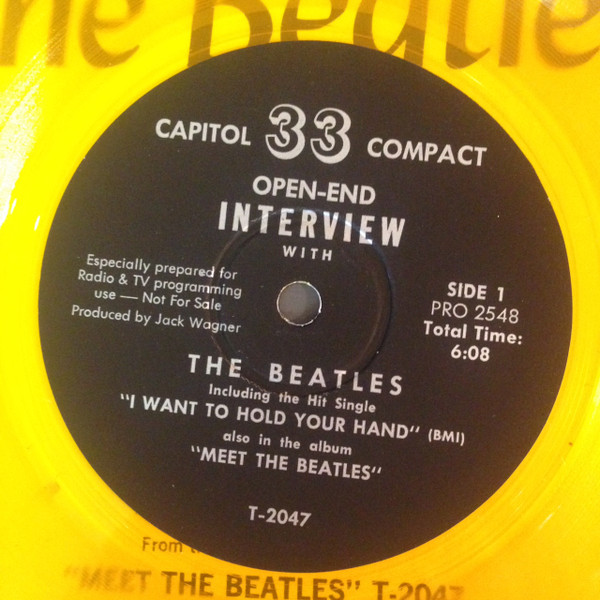 he Beatle
CAPITOL 33 COMPACT
OPEN-END
INTERVIEW
WITH
Especially prepared for
Radio & TV programming
use — Not For Sale
Produced by Jack Wagner
SIDE 1
PRO 2548
Total Time:
6:08
THE BEATLES
Including the Hit Single
"I WANT TO HOLD YOUR HAND" (BMI)
also in the album
"MEET THE BEATLES"
T-2047
From th
"MEET THE BEATLES" T-2047